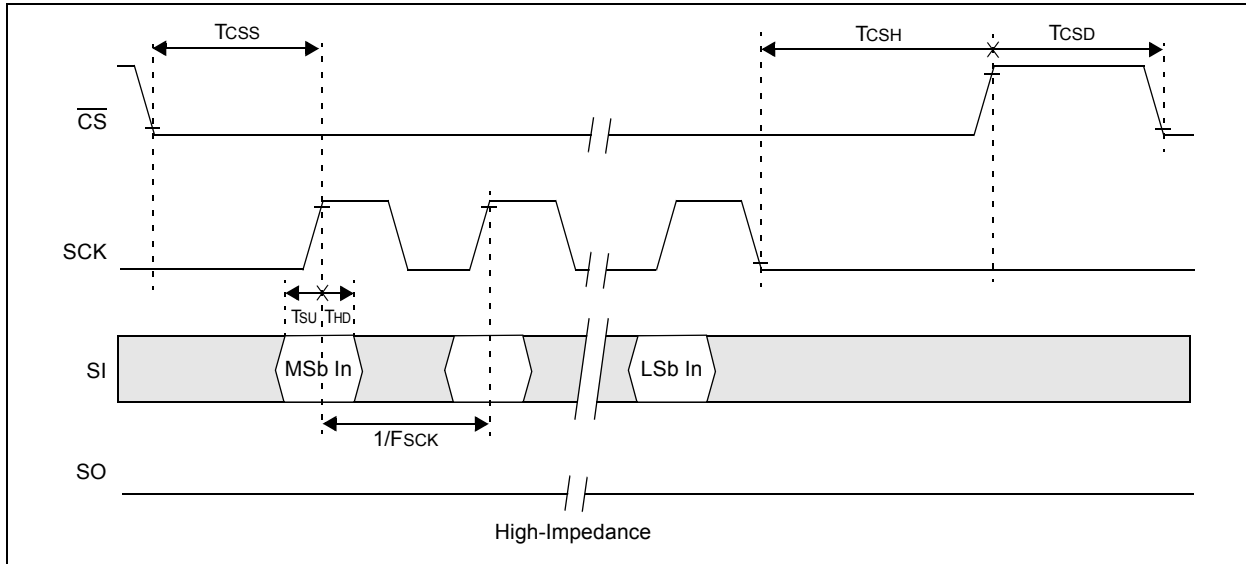 TCSS
TCSH
TCSD
CS
SCK
TSU THD
SI
MSb In
LSb In
1/FSCK
SO
High-Impedance